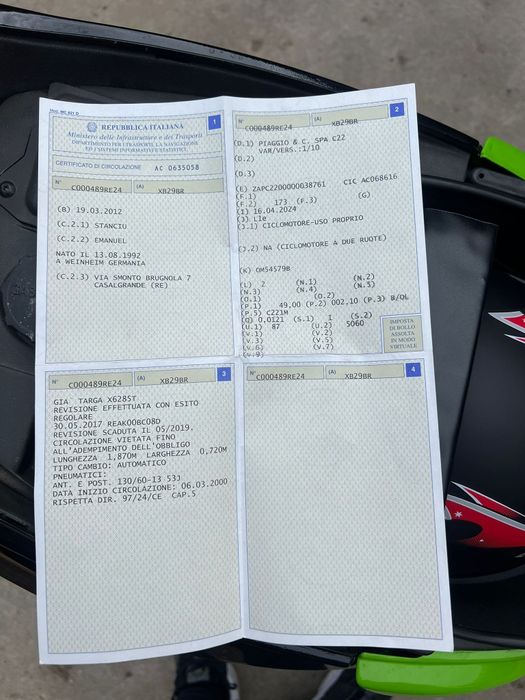 Mod. MC 821 D
1
REPUBBLICA ITALIANA
Ministero delle Infrastrutture e dei Trasporti
DIPARTIMENTO PER I TRASPORTI, LA NAVIGAZIONE
ED I SISTEMI INFORMATIVI E STATISTICI
CERTIFICATO DI CIRCOLAZIONE AC 0635058
N° C000489RE24 (A) XB29BR
(B) 19.03.2012
(C.2.1) STANCIU
(C.2.2) EMANUEL
NATO IL 13.08.1992
A WEINHEIM GERMANIA
(C.2.3) VIA SMONTO BRUGNOLA 7
CASALGRANDE (RE)
2
N° C000489RE24 (A) XB29BR
(D.1) PIAGGIO & C. SPA C22
VAR/VERS.:1/10
(D.2)
(D.3)
(E) ZAPC2200000038761 CIC AC068616
(F.1)
(F.2) 173 (F.3) (G)
(I) 16.04.2024
(J) L1e
(J.1) CICLOMOTORE-USO PROPRIO
(J.2) NA (CICLOMOTORE A DUE RUOTE)
(K) OM54579B
(L) 2 (N.1) (N.2)
(N.3) (N.4) (N.5)
(O.1) (O.2)
(P.1) 49,00 (P.2) 002,10 (P.3) B/OL
(P.5) C221M
(Q) 0,0121 (S.1) 1 (S.2)
(U.1) 87 (U.2) 5060
(V.1) (V.2)
(V.3) (V.5)
(V.6) (V.7)
(V.9)
IMPOSTA
DI BOLLO
ASSOLTA
IN MODO
VIRTUALE
3
N° C000489RE24 (A) XB29BR
GIA' TARGA X628ST
REVISIONE EFFETTUATA CON ESITO
REGOLARE
30.05.2017 REAK00BC08D
REVISIONE SCADUTA IL 05/2019.
CIRCOLAZIONE VIETATA FINO
ALL'ADEMPIMENTO DELL'OBBLIGO
LUNGHEZZA 1,870M LARGHEZZA 0,720M
TIPO CAMBIO: AUTOMATICO
PNEUMATICI:
ANT. E POST. 130/60-13 53J
DATA INIZIO CIRCOLAZIONE: 06.03.2000
RISPETTA DIR. 97/24/CE CAP.5
4
N° C000489RE24 (A) XB29BR